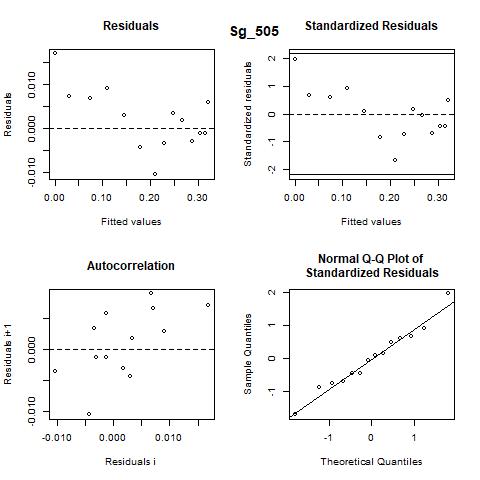 Sg_505
Residuals
Residuals
-0.010 0.000 0.010
0.00 0.10 0.20 0.30
Fitted values
Standardized Residuals
Standardized residuals
-2 -1 0 1 2
0.00 0.10 0.20 0.30
Fitted values
Autocorrelation
Residuals i+1
-0.010 0.000
-0.010 0.000 0.010
Residuals i
Normal Q-Q Plot of
Standardized Residuals
Sample Quantiles
-1 0 1 2
-1 0 1
Theoretical Quantiles